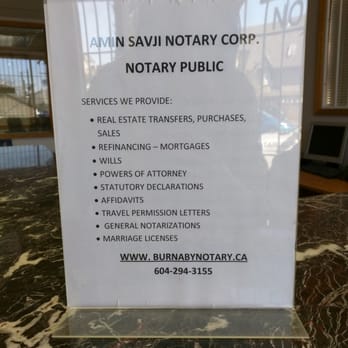 AMIN SAVJI NOTARY CORP.
NOTARY PUBLIC
SERVICES WE PROVIDE:
• REAL ESTATE TRANSFERS, PURCHASES,
SALES
• REFINANCING – MORTGAGES
• WILLS
• POWERS OF ATTORNEY
• STATUTORY DECLARATIONS
• AFFIDAVITS
• TRAVEL PERMISSION LETTERS
• GENERAL NOTARIZATIONS
• MARRIAGE LICENSES
WWW. BURNABYNOTARY.CA
604-294-3155